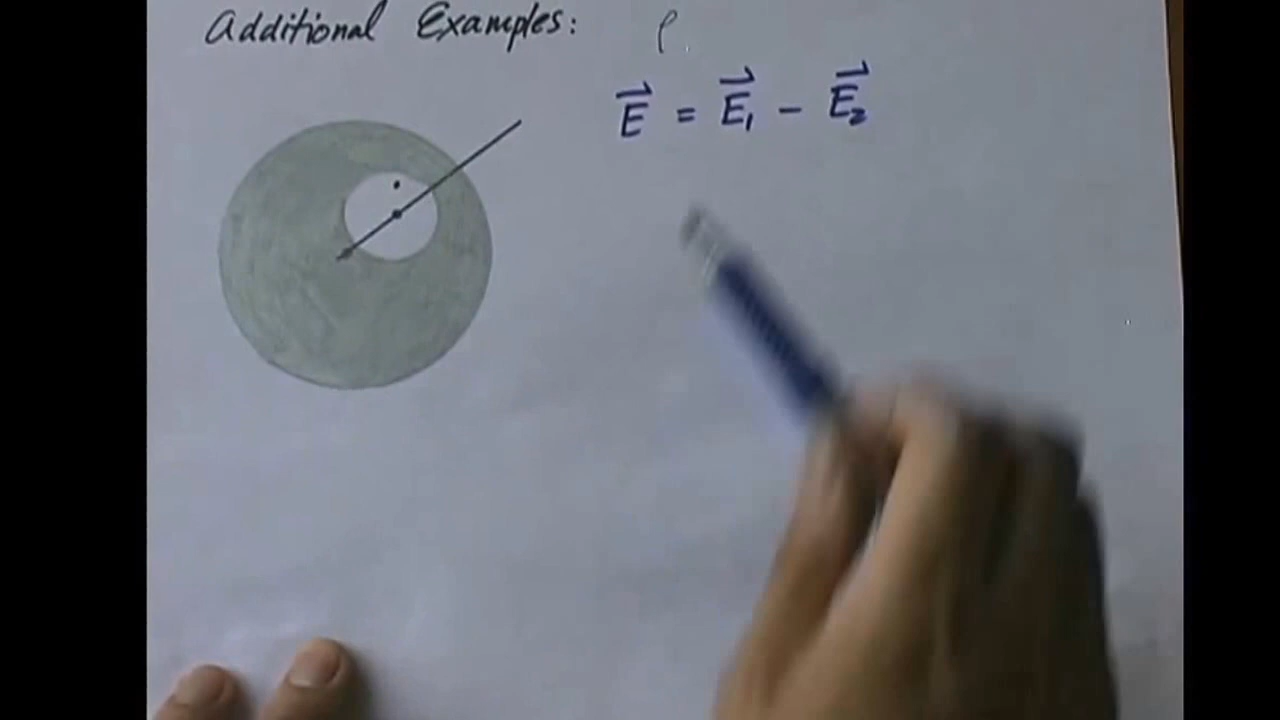 Additional Examples: ρ
E⃗ = E⃗₁ - E⃗₂